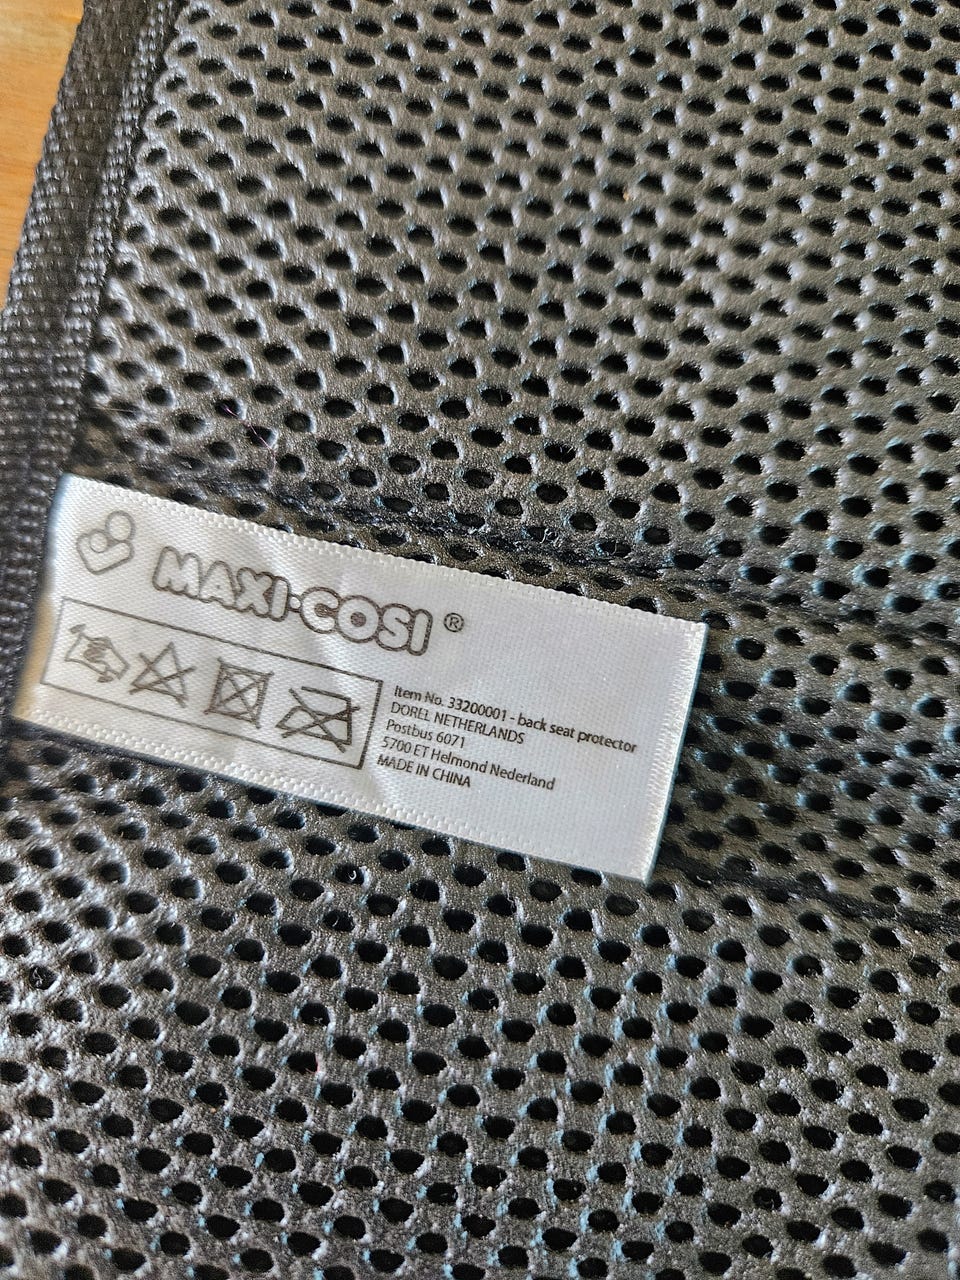 MAXI-COSI ®
Item No. 33200001 - back seat protector
DOREL NETHERLANDS
Postbus 6071
5700 ET Helmond Nederland
MADE IN CHINA